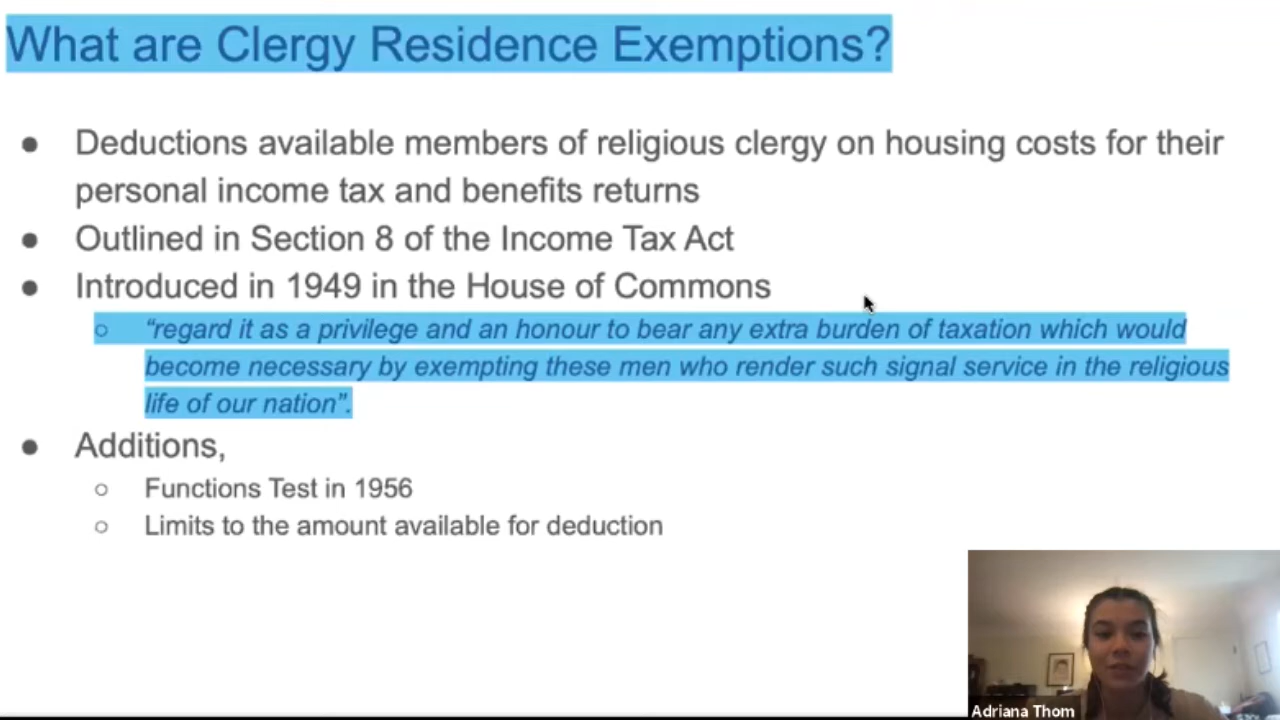 What are Clergy Residence Exemptions?
● Deductions available members of religious clergy on housing costs for their
personal income tax and benefits returns
● Outlined in Section 8 of the Income Tax Act
● Introduced in 1949 in the House of Commons
○ “regard it as a privilege and an honour to bear any extra burden of taxation which would
become necessary by exempting these men who render such signal service in the religious
life of our nation”.
● Additions,
○ Functions Test in 1956
○ Limits to the amount available for deduction
Adriana Thom